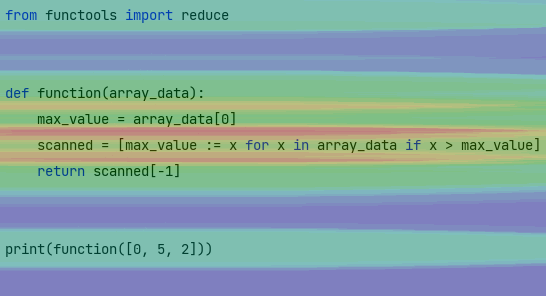 from functools import reduce
def function(array_data):
    max_value = array_data[0]
    scanned = [max_value := x for x in array_data if x > max_value]
    return scanned[-1]
print(function([0, 5, 2]))